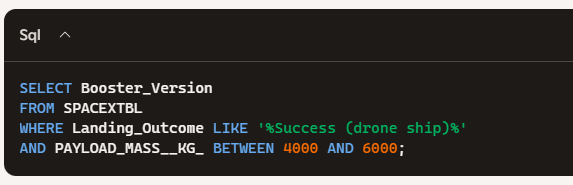 Sql
SELECT Booster_Version
FROM SPACEXTBL
WHERE Landing_Outcome LIKE '%Success (drone ship)%'
AND PAYLOAD_MASS__KG_ BETWEEN 4000 AND 6000;